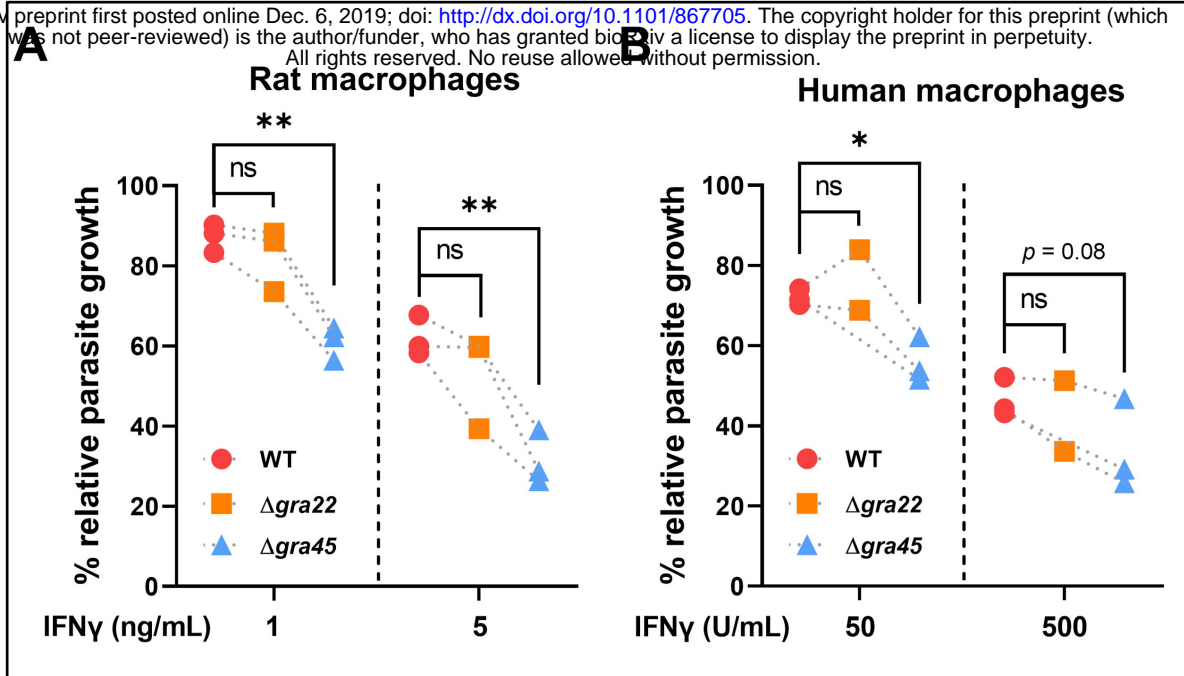 preprint first posted online Dec. 6, 2019; doi: http://dx.doi.org/10.1101/867705. The copyright holder for this preprint (which
was not peer-reviewed) is the author/funder, who has granted bioRxiv a license to display the preprint in perpetuity.
All rights reserved. No reuse allowed without permission.
A
Rat macrophages
**
ns
**
ns
% relative parasite growth
100
80
60
40
20
0
WT
Δgra22
Δgra45
IFNγ (ng/mL)
1
5
B
Human macrophages
*
ns
p = 0.08
ns
% relative parasite growth
100
80
60
40
20
0
WT
Δgra22
Δgra45
IFNγ (U/mL)
50
500